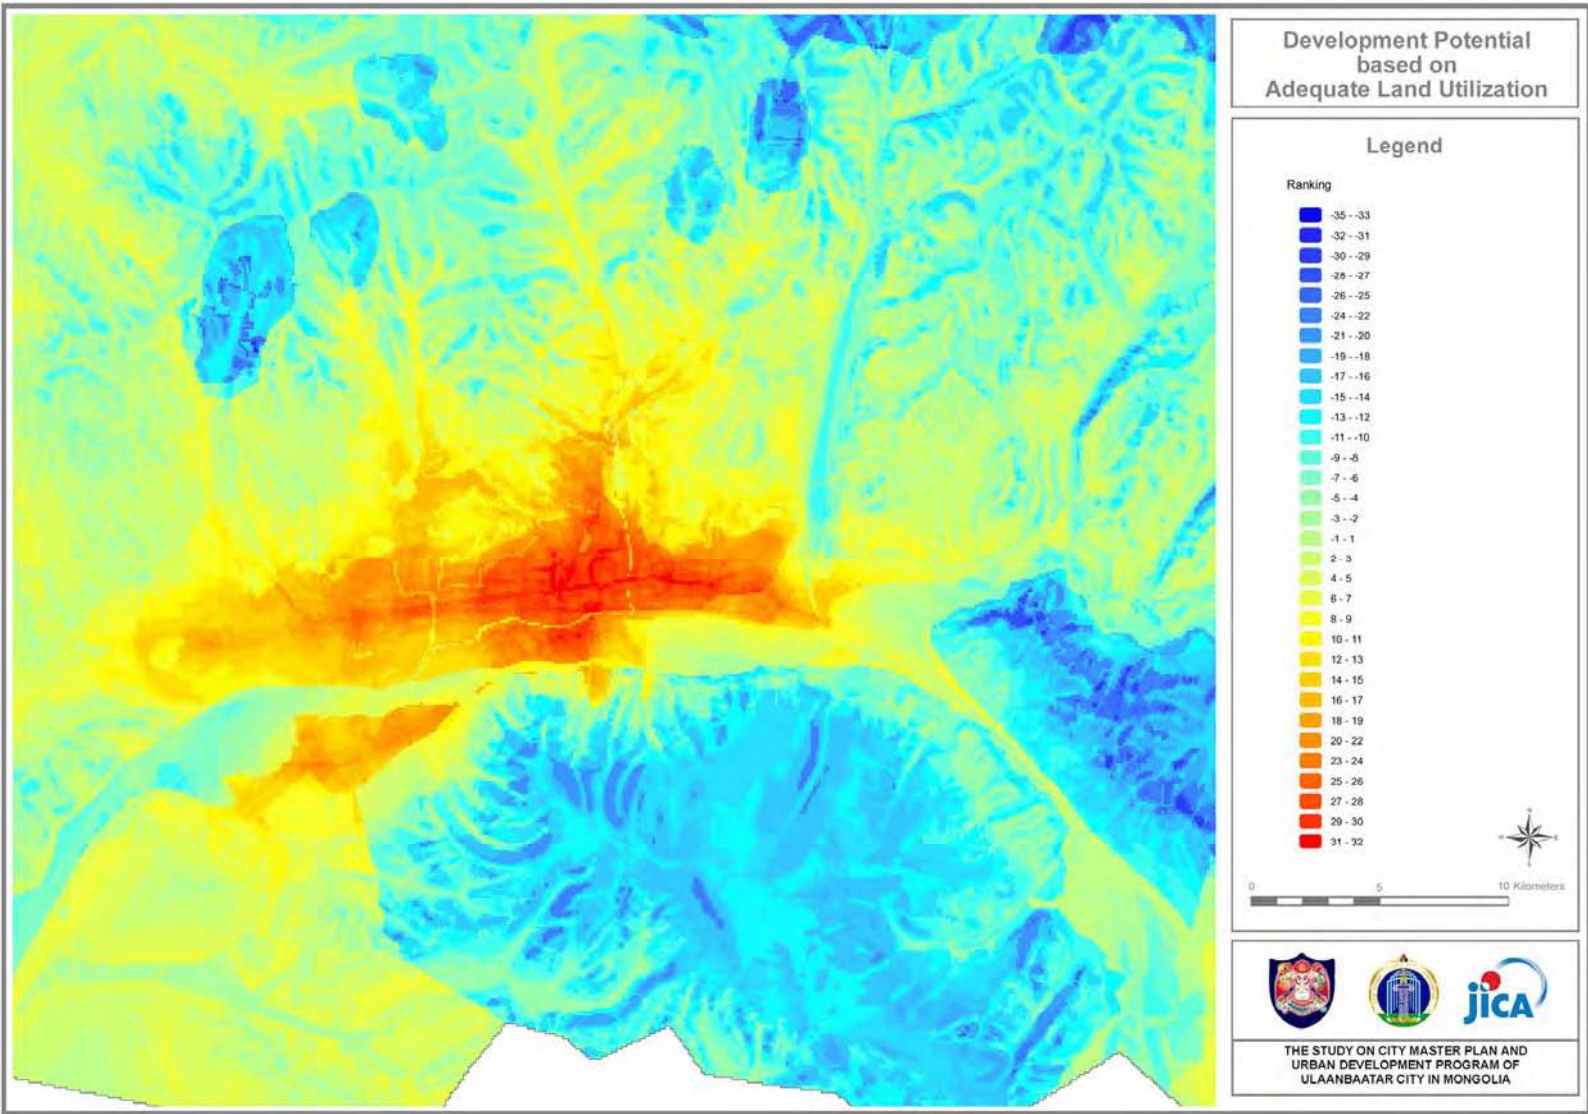 Development Potential
based on
Adequate Land Utilization
Legend
Ranking
-35 - -33
-32 - -31
-30 - -29
-28 - -27
-26 - -25
-24 - -22
-21 - -20
-19 - -18
-17 - -16
-15 - -14
-13 - -12
-11 - -10
-9 - -8
-7 - -6
-5 - -4
-3 - -2
-1 - 1
2 - 3
4 - 5
6 - 7
8 - 9
10 - 11
12 - 13
14 - 15
16 - 17
18 - 19
20 - 22
23 - 24
25 - 26
27 - 28
29 - 30
31 - 32
0 5 10 Kilometers
jICA
THE STUDY ON CITY MASTER PLAN AND
URBAN DEVELOPMENT PROGRAM OF
ULAANBAATAR CITY IN MONGOLIA